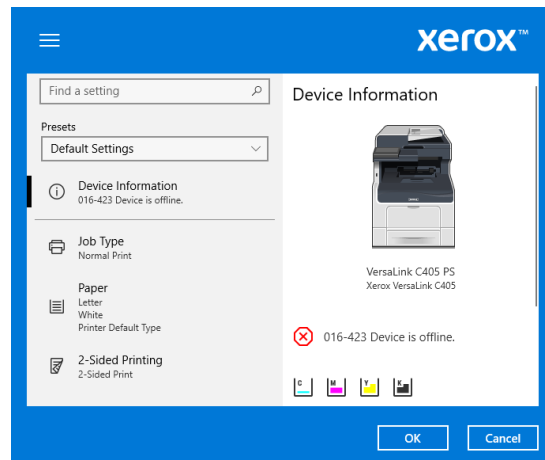 xerox™
Find a setting
Presets
Default Settings
Device Information
016-423 Device is offline.
Job Type
Normal Print
Paper
Letter
White
Printer Default Type
2-Sided Printing
2-Sided Print
Device Information
VersaLink C405 PS
Xerox VersaLink C405
016-423 Device is offline.
C M Y K
OK Cancel